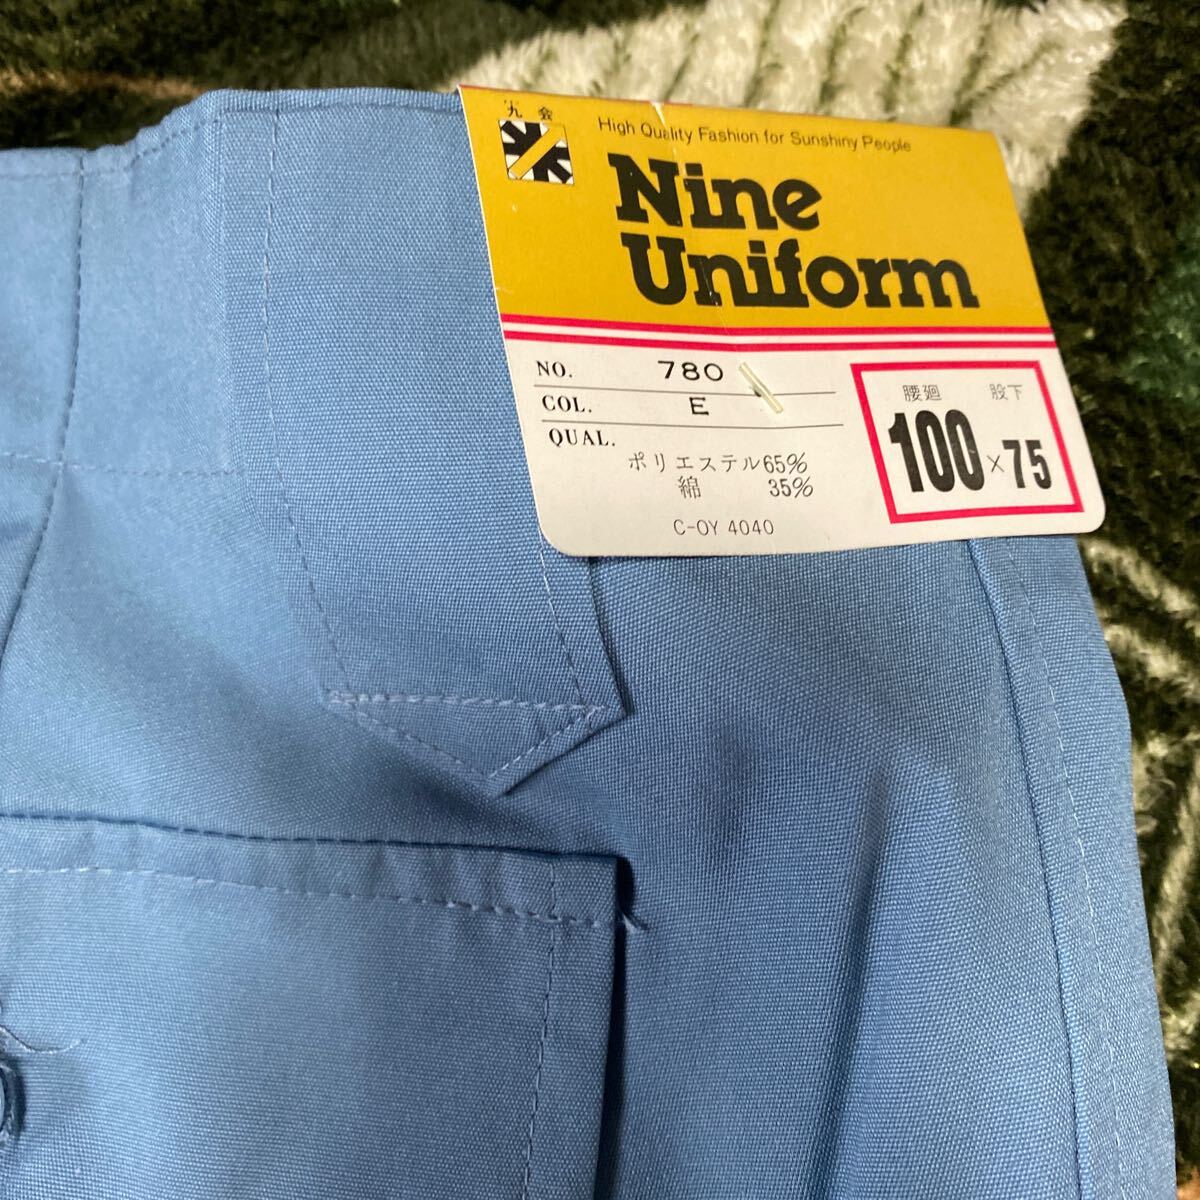 九会
High Quality Fashion for Sunshiny People
Nine
Uniform
NO. 780
COL. E
QUAL.
ポリエステル65%
綿 35%
C-OY 4040
腰廻 股下
100×75